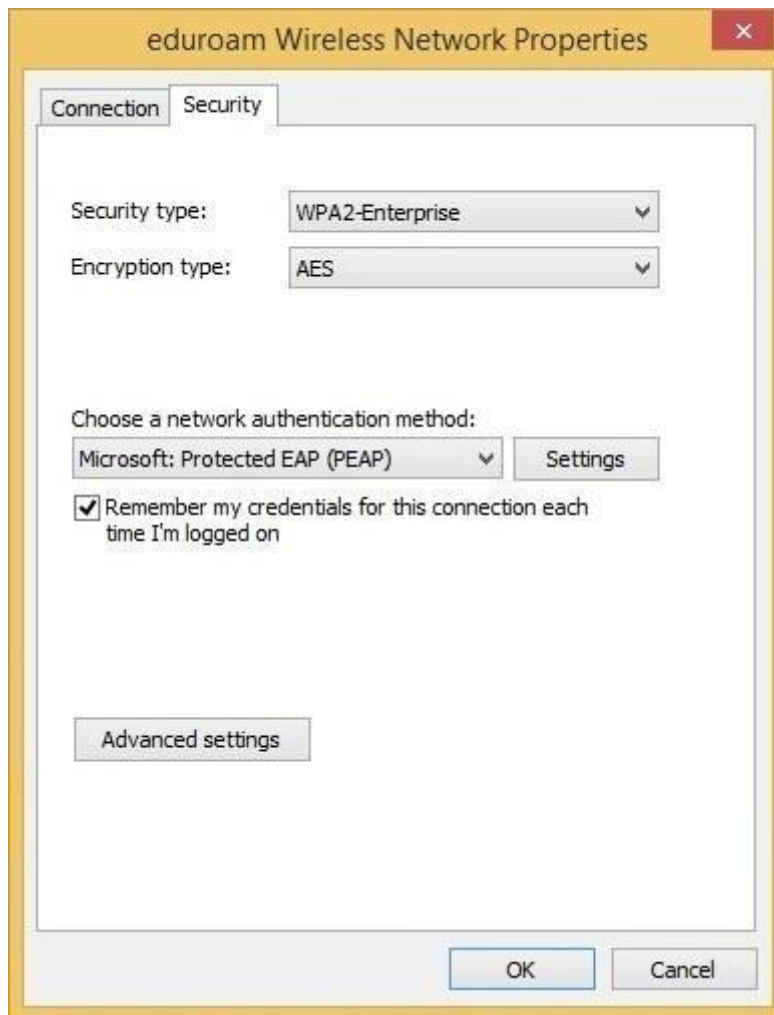 eduroam Wireless Network Properties
Connection
Security
Security type:
WPA2-Enterprise
Encryption type:
AES
Choose a network authentication method:
Microsoft: Protected EAP (PEAP)
Settings
Remember my credentials for this connection each
time I'm logged on
Advanced settings
OK
Cancel